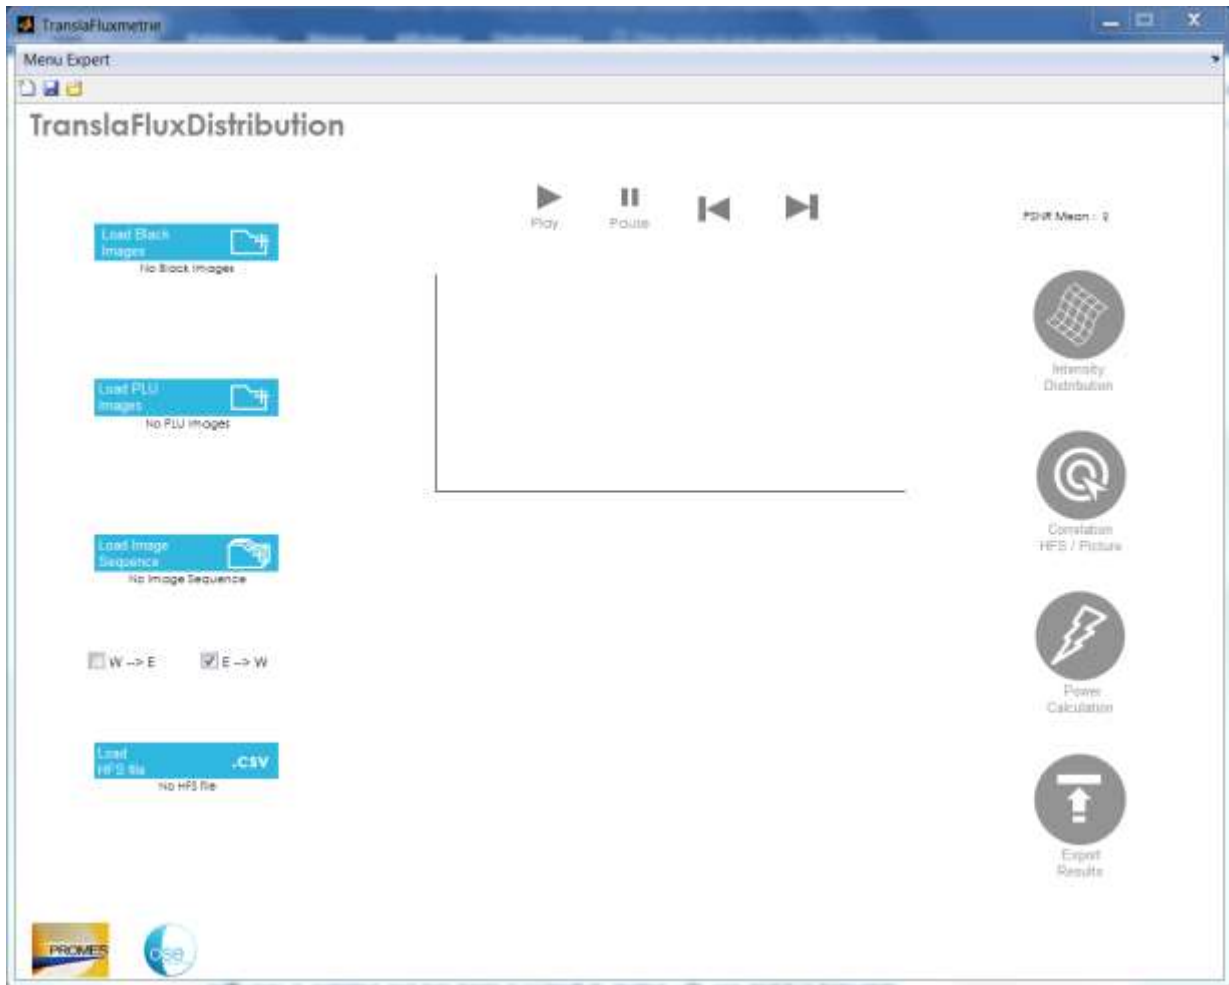 TranslaFluxmetrie
Menu Expert
TranslaFluxDistribution
Play
Pause
PSNR Mean : ?
Load Black
Images
No Black Images
Intensity
Distribution
Load PLU
Images
No PLU Images
Correlation
HFS / Picture
Load Image
Sequence
No Image Sequence
W --> E
E --> W
Power
Calculation
Load
HFS file
.CSV
No HFS file
Export
Results
PROMES